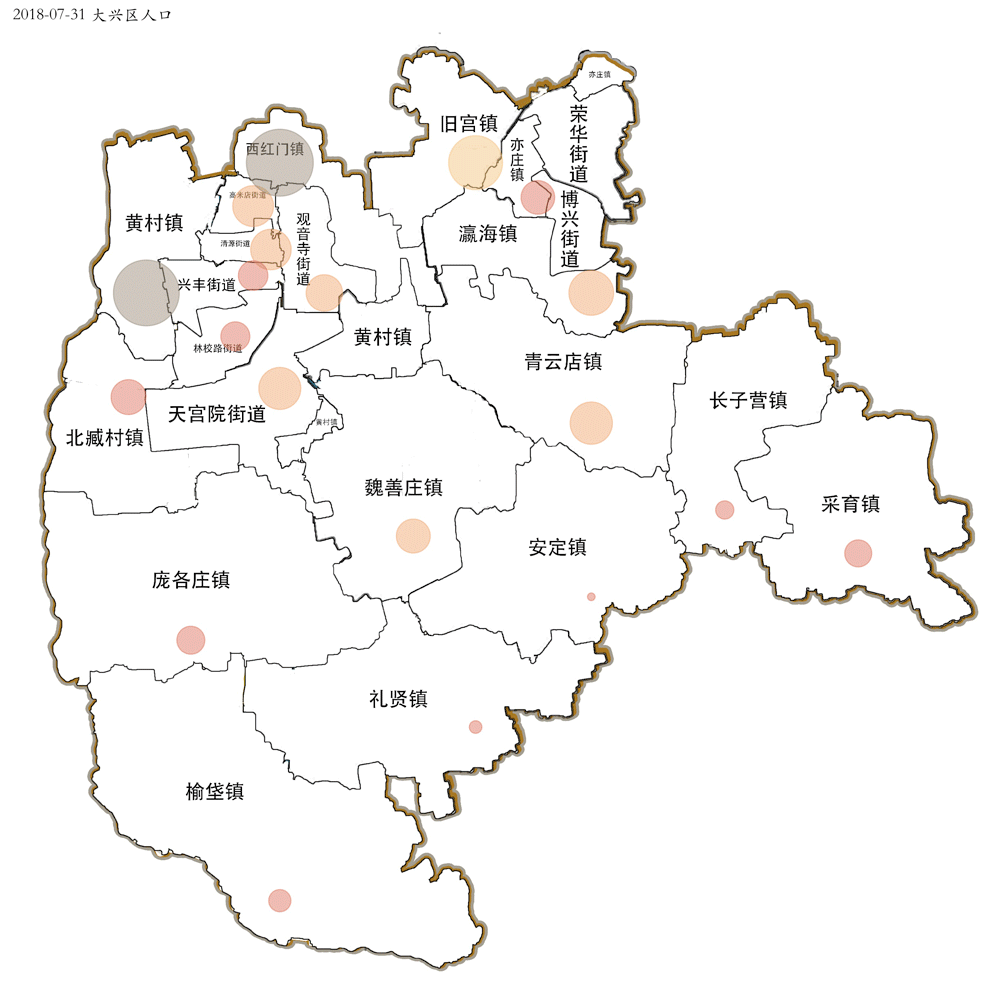 2018-07-31 大兴区人口
亦庄镇
旧宫镇
荣华街道
亦庄镇
西红门镇
高米店街道
博兴街道
黄村镇
观音寺街道
瀛海镇
清源街道
兴丰街道
黄村镇
林校路街道
青云店镇
长子营镇
天宫院街道
黄村镇
北臧村镇
魏善庄镇
采育镇
安定镇
庞各庄镇
礼贤镇
榆垡镇